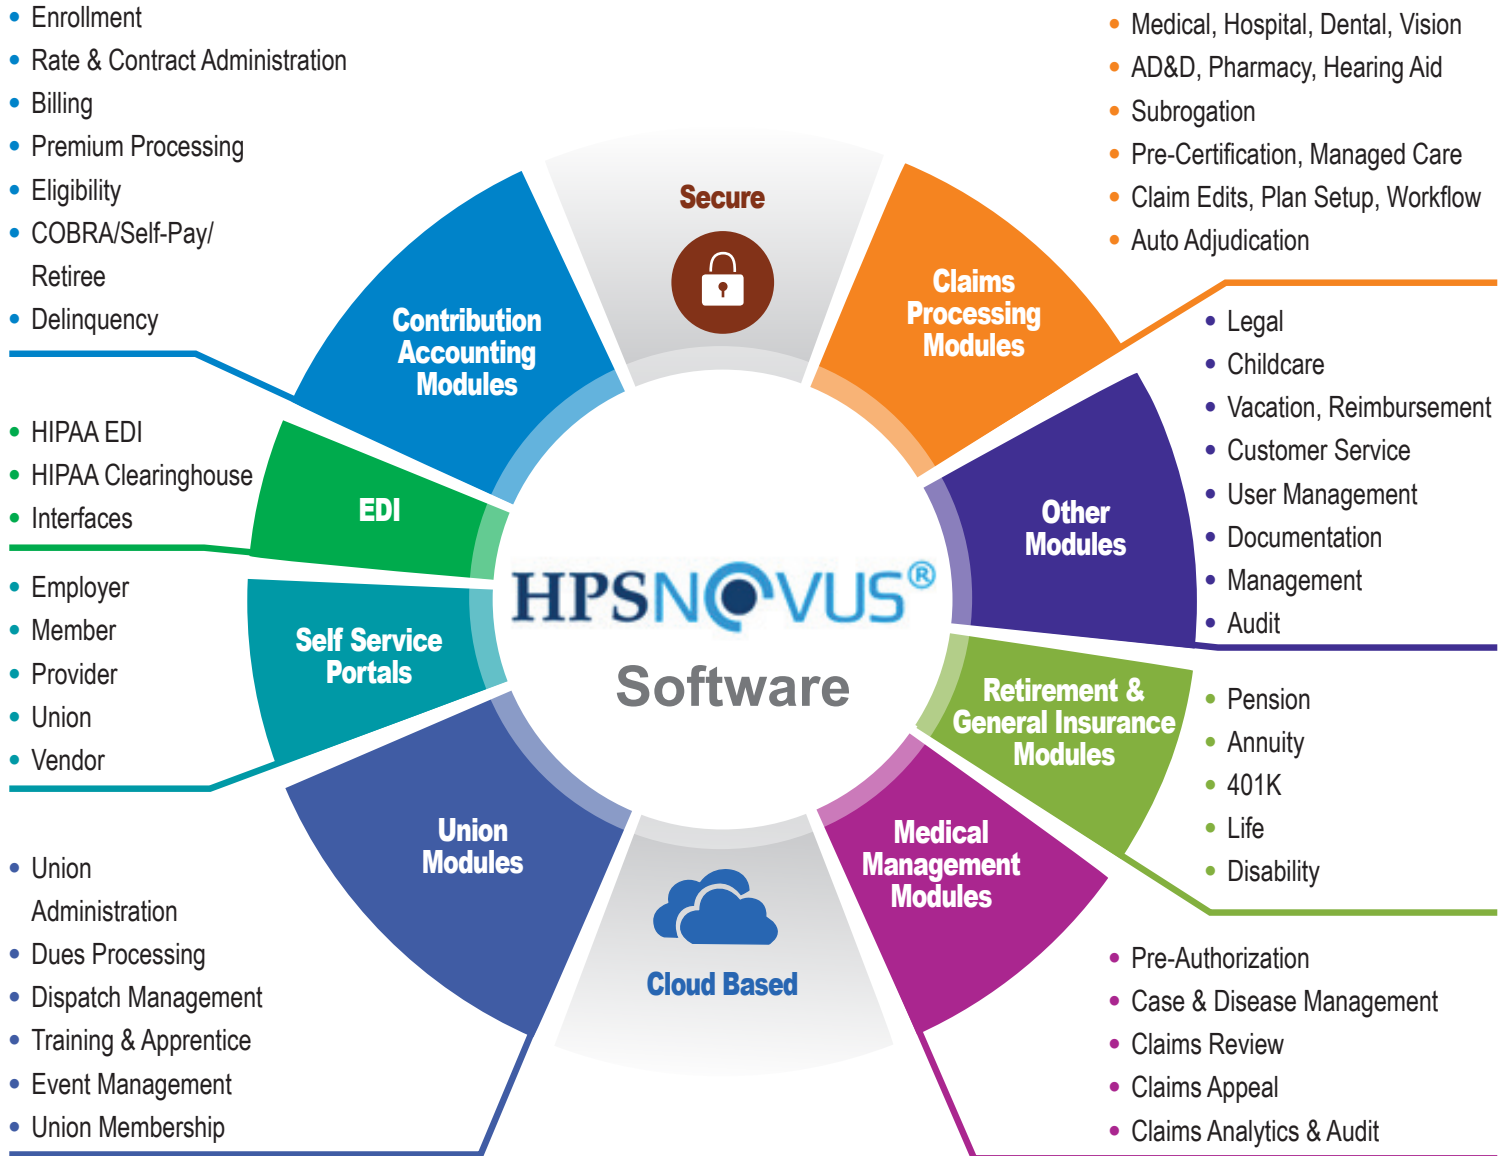 Enrollment
Rate & Contract Administration
Billing
Premium Processing
Eligibility
COBRA/Self-Pay/
Retiree
Delinquency
HIPAA EDI
HIPAA Clearinghouse
Interfaces
Employer
Member
Provider
Union
Vendor
Union
Administration
Dues Processing
Dispatch Management
Training & Apprentice
Event Management
Union Membership
Secure
Contribution
Accounting
Modules
EDI
Self Service
Portals
Union
Modules
Cloud Based
HPSNOVUS®
Software
Claims
Processing
Modules
Other
Modules
Retirement &
General Insurance
Modules
Medical
Management
Modules
Medical, Hospital, Dental, Vision
AD&D, Pharmacy, Hearing Aid
Subrogation
Pre-Certification, Managed Care
Claim Edits, Plan Setup, Workflow
Auto Adjudication
Legal
Childcare
Vacation, Reimbursement
Customer Service
User Management
Documentation
Management
Audit
Pension
Annuity
401K
Life
Disability
Pre-Authorization
Case & Disease Management
Claims Review
Claims Appeal
Claims Analytics & Audit